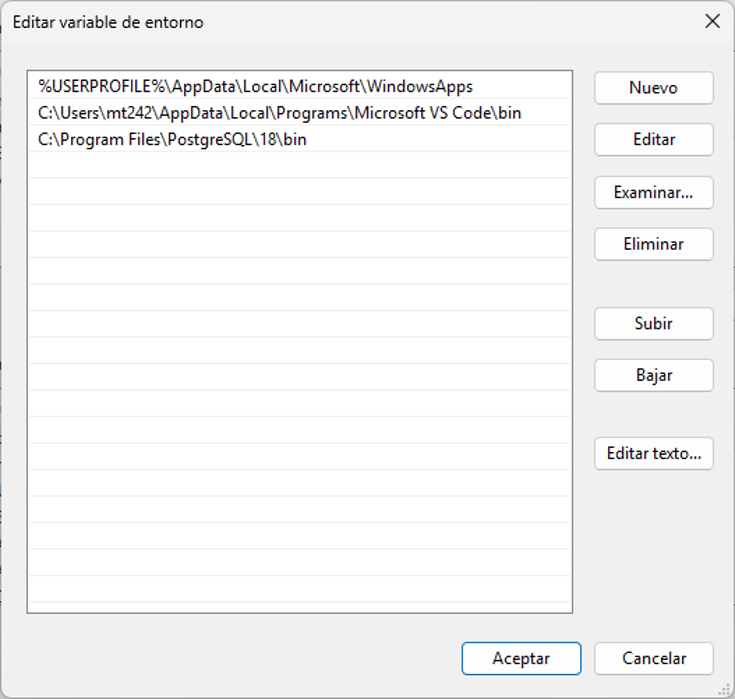 Editar variable de entorno
%USERPROFILE%\AppData\Local\Microsoft\WindowsApps
C:\Users\mt242\AppData\Local\Programs\Microsoft VS Code\bin
C:\Program Files\PostgreSQL\18\bin
Nuevo
Editar
Examinar...
Eliminar
Subir
Bajar
Editar texto...
Aceptar
Cancelar